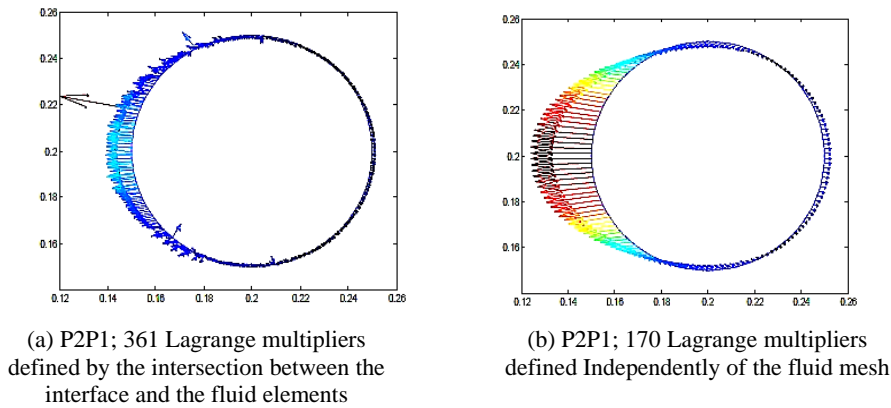 0.26
0.24
0.22
0.2
0.18
0.16
0.12 0.14 0.16 0.18 0.2 0.22 0.24 0.26
(a) P2P1; 361 Lagrange multipliers
defined by the intersection between the
interface and the fluid elements
0.26
0.24
0.22
0.2
0.18
0.16
0.12 0.14 0.16 0.18 0.2 0.22 0.24 0.26
(b) P2P1; 170 Lagrange multipliers
defined Independently of the fluid mesh